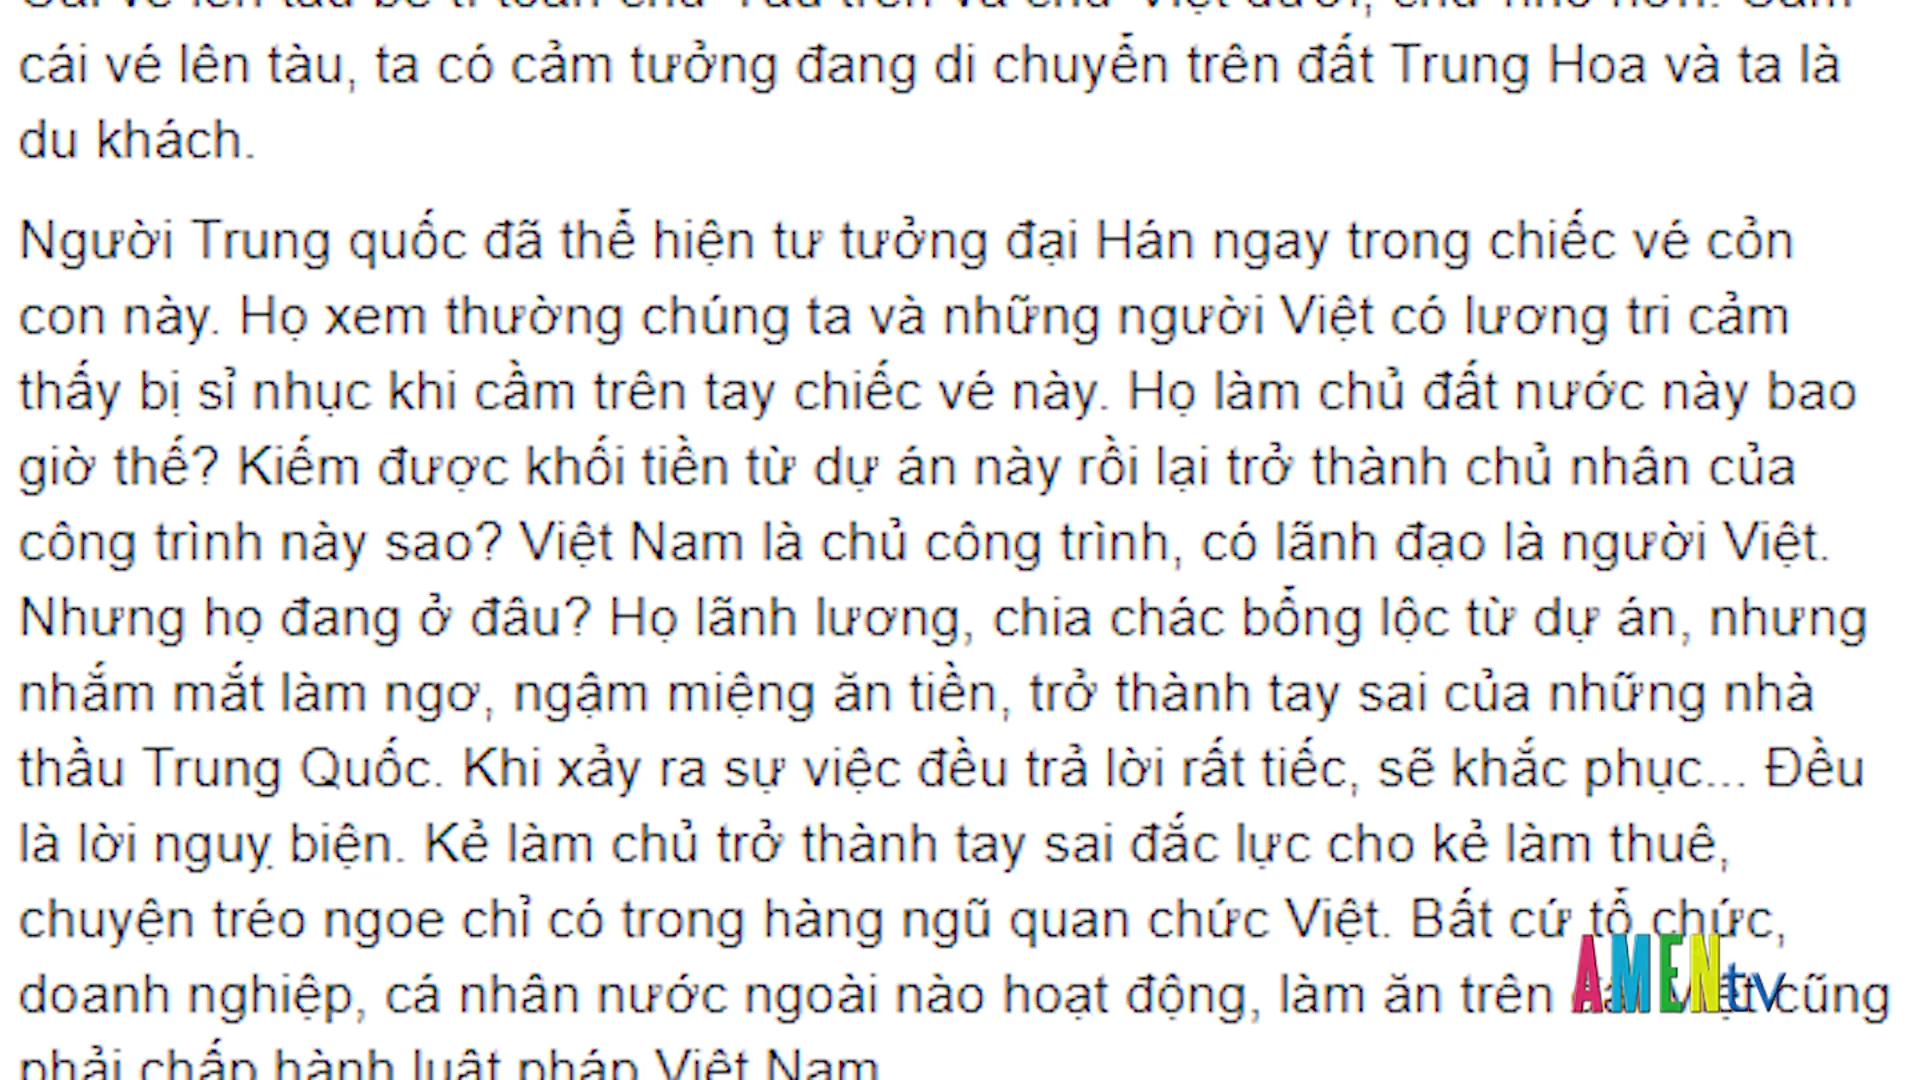 cái vé lên tàu, ta có cảm tưởng đang di chuyển trên đất Trung Hoa và ta là
du khách.
Người Trung quốc đã thể hiện tư tưởng đại Hán ngay trong chiếc vé cỏn
con này. Họ xem thường chúng ta và những người Việt có lương tri cảm
thấy bị sỉ nhục khi cầm trên tay chiếc vé này. Họ làm chủ đất nước này bao
giờ thế? Kiếm được khối tiền từ dự án này rồi lại trở thành chủ nhân của
công trình này sao? Việt Nam là chủ công trình, có lãnh đạo là người Việt.
Nhưng họ đang ở đâu? Họ lãnh lương, chia chác bổng lộc từ dự án, nhưng
nhắm mắt làm ngơ, ngậm miệng ăn tiền, trở thành tay sai của những nhà
thầu Trung Quốc. Khi xảy ra sự việc đều trả lời rất tiếc, sẽ khắc phục... Đều
là lời nguỵ biện. Kẻ làm chủ trở thành tay sai đắc lực cho kẻ làm thuê,
chuyện tréo ngoe chỉ có trong hàng ngũ quan chức Việt. Bất cứ tổ chức,
doanh nghiệp, cá nhân nước ngoài nào hoạt động, làm ăn trên cũng
AMENtv
phải chấp hành luật pháp Việt Nam